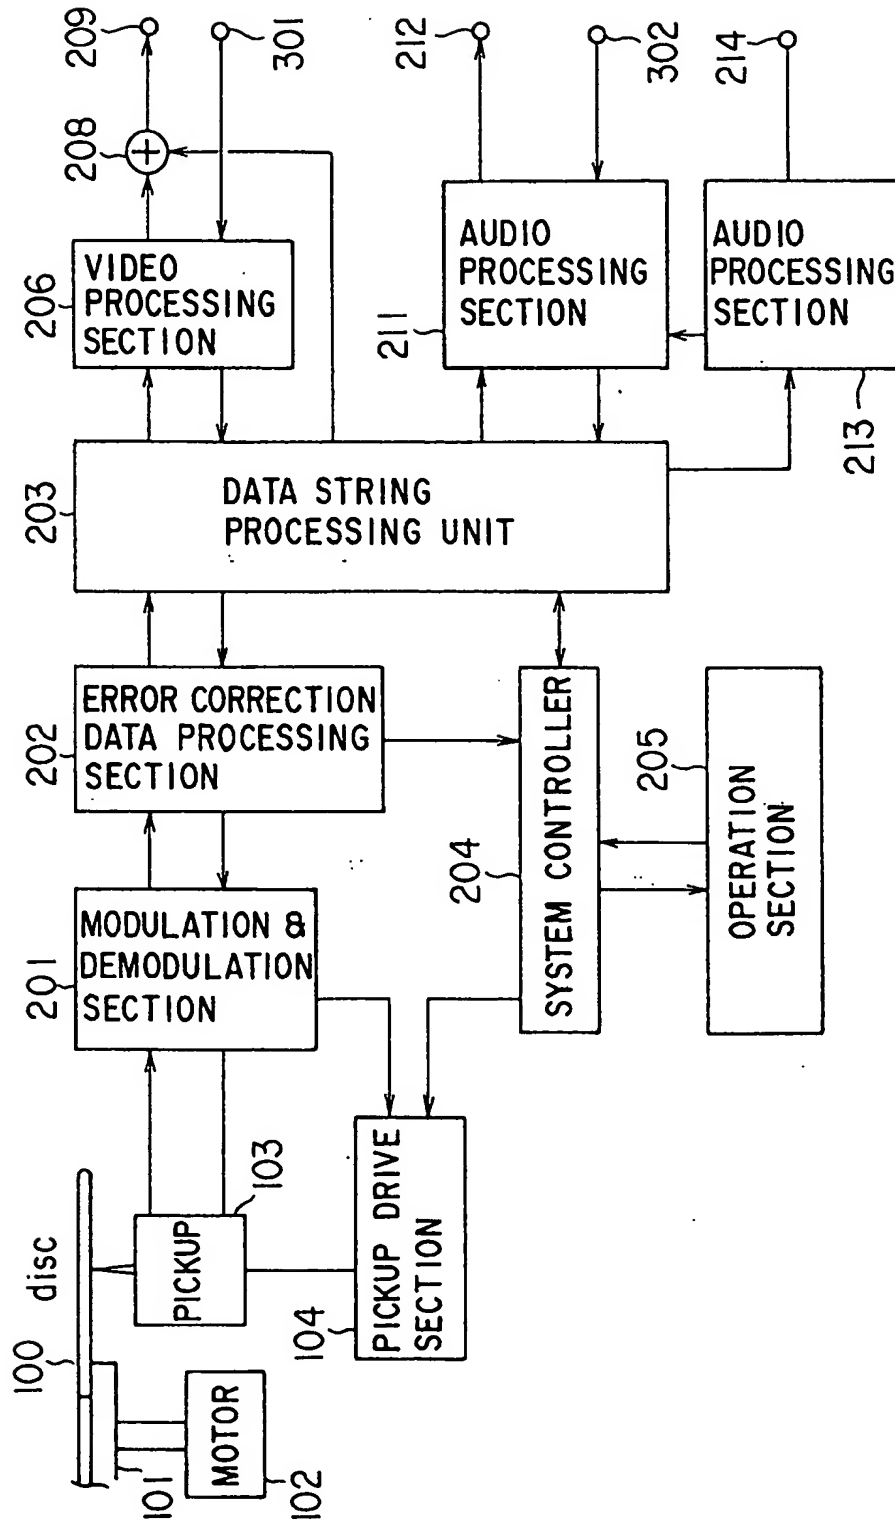 100
disc
101
MOTOR
102
PICKUP
103
104
PICKUP DRIVE
SECTION
201
MODULATION &
DEMODULATION
SECTION
202
ERROR CORRECTION
DATA PROCESSING
SECTION
203
DATA STRING
PROCESSING UNIT
204
SYSTEM CONTROLLER
205
OPERATION
SECTION
206
VIDEO
PROCESSING
SECTION
208
209
301
211
AUDIO
PROCESSING
SECTION
212
302
AUDIO
PROCESSING
SECTION
213
214